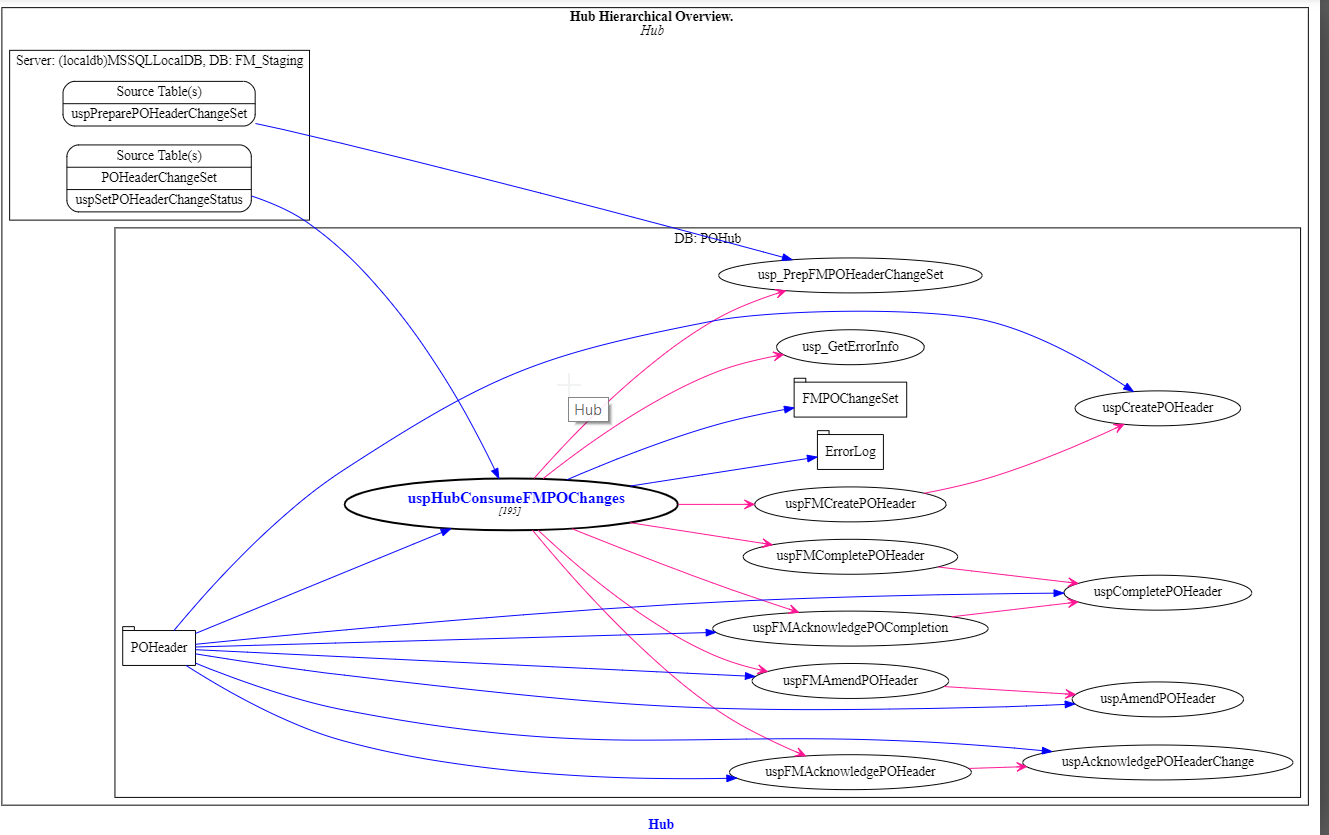 Hub Hierarchical Overview.
Hub
Server: (localdb)MSSQLLocalDB, DB: FM_Staging
Source Table(s)
uspPreparePOHeaderChangeSet
Source Table(s)
POHeaderChangeSet
uspSetPOHeaderChangeStatus
DB: POHub
usp_PrepFMPOHeaderChangeSet
usp_GetErrorInfo
FMPOChangeSet
uspCreatePOHeader
Hub
ErrorLog
uspHubConsumeFMPOChanges
[195]
uspFMCreatePOHeader
uspFMCompletePOHeader
uspCompletePOHeader
uspFMAcknowledgePOCompletion
POHeader
uspFMAmendPOHeader
uspAmendPOHeader
uspFMAcknowledgePOHeader
uspAcknowledgePOHeaderChange
Hub